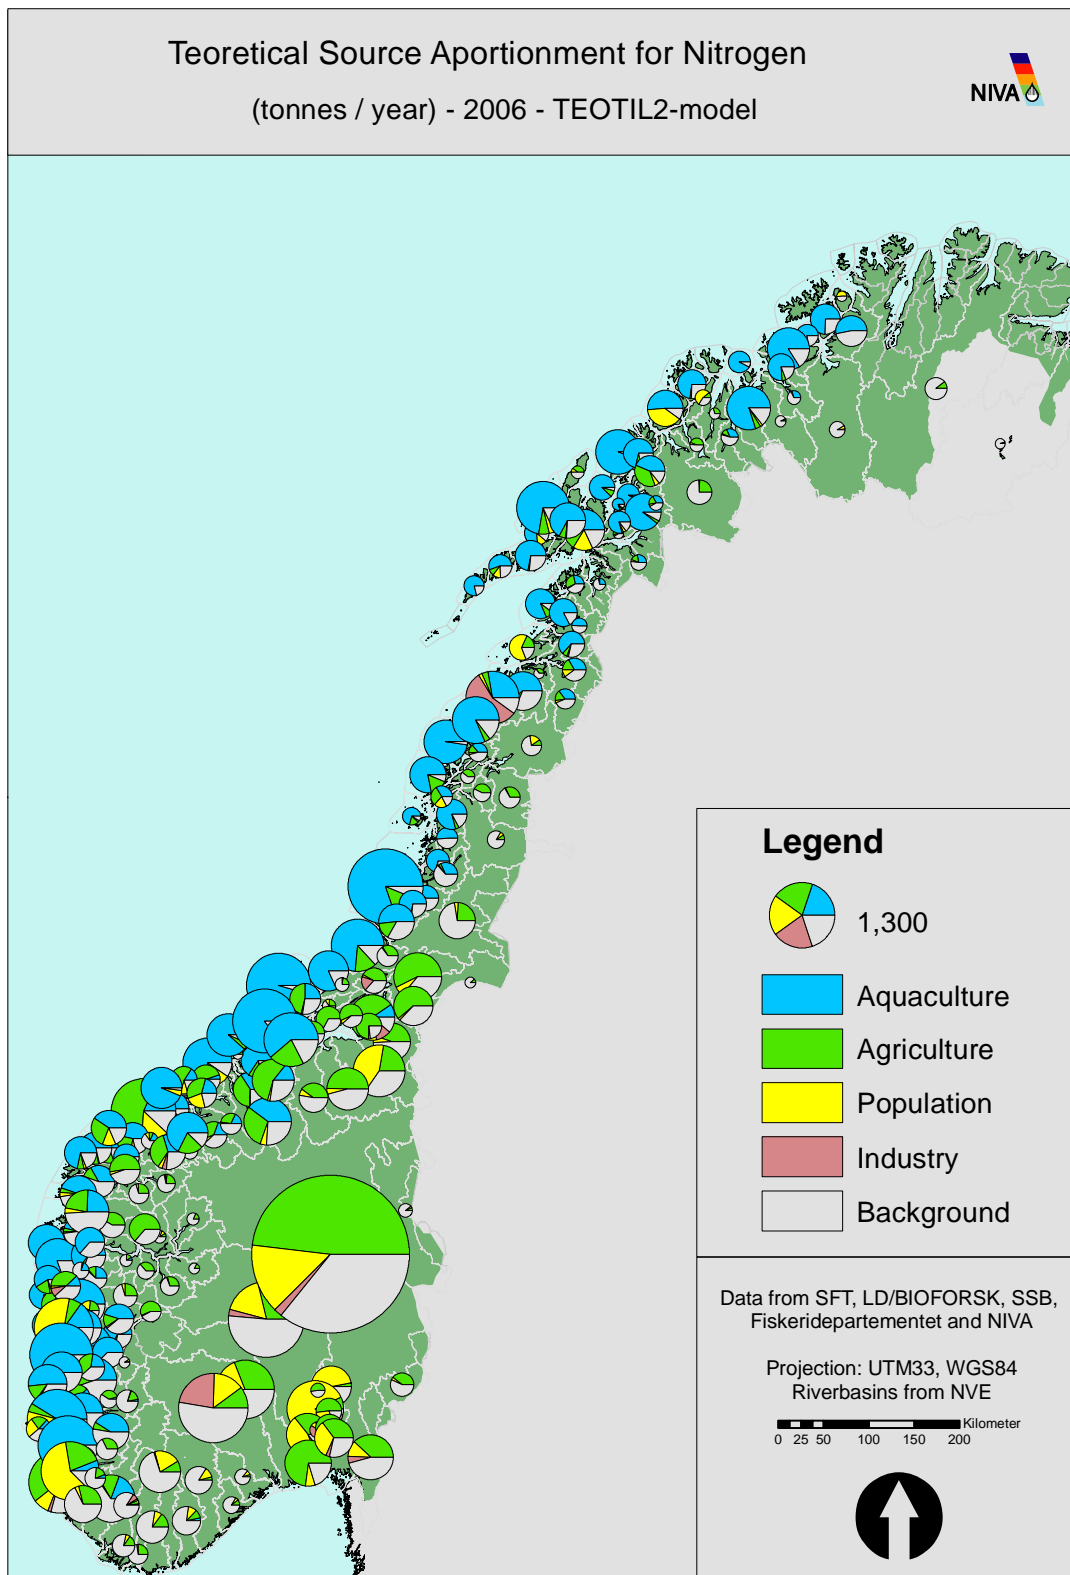 Teoretical Source Aportionment for Nitrogen
(tonnes / year) - 2006 - TEOTIL2-model
NIVA
Legend
1,300
Aquaculture
Agriculture
Population
Industry
Background
Data from SFT, LD/BIOFORSK, SSB,
Fiskeridepartementet and NIVA
Projection: UTM33, WGS84
Riverbasins from NVE
Kilometer
0 25 50 100 150 200